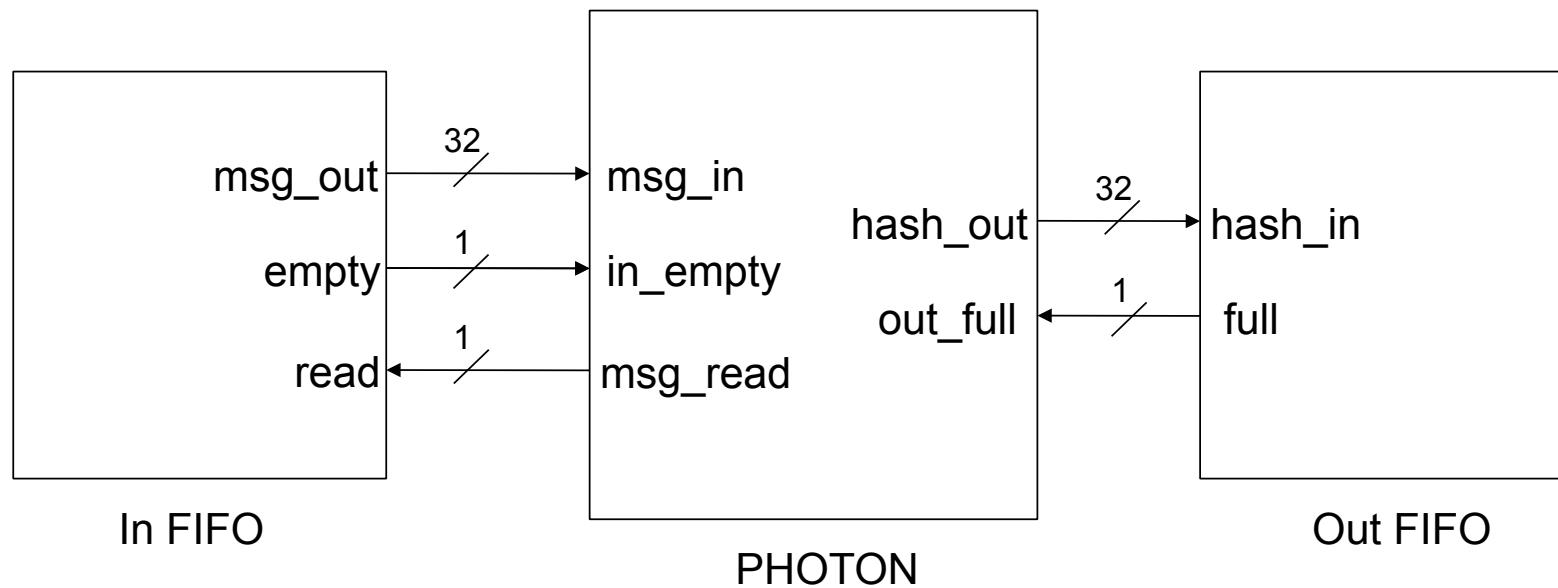 32
msg_out
msg_in
32
hash_out
hash_in
1
empty
in_empty
1
out_full
full
1
read
msg_read
In FIFO
Out FIFO
PHOTON